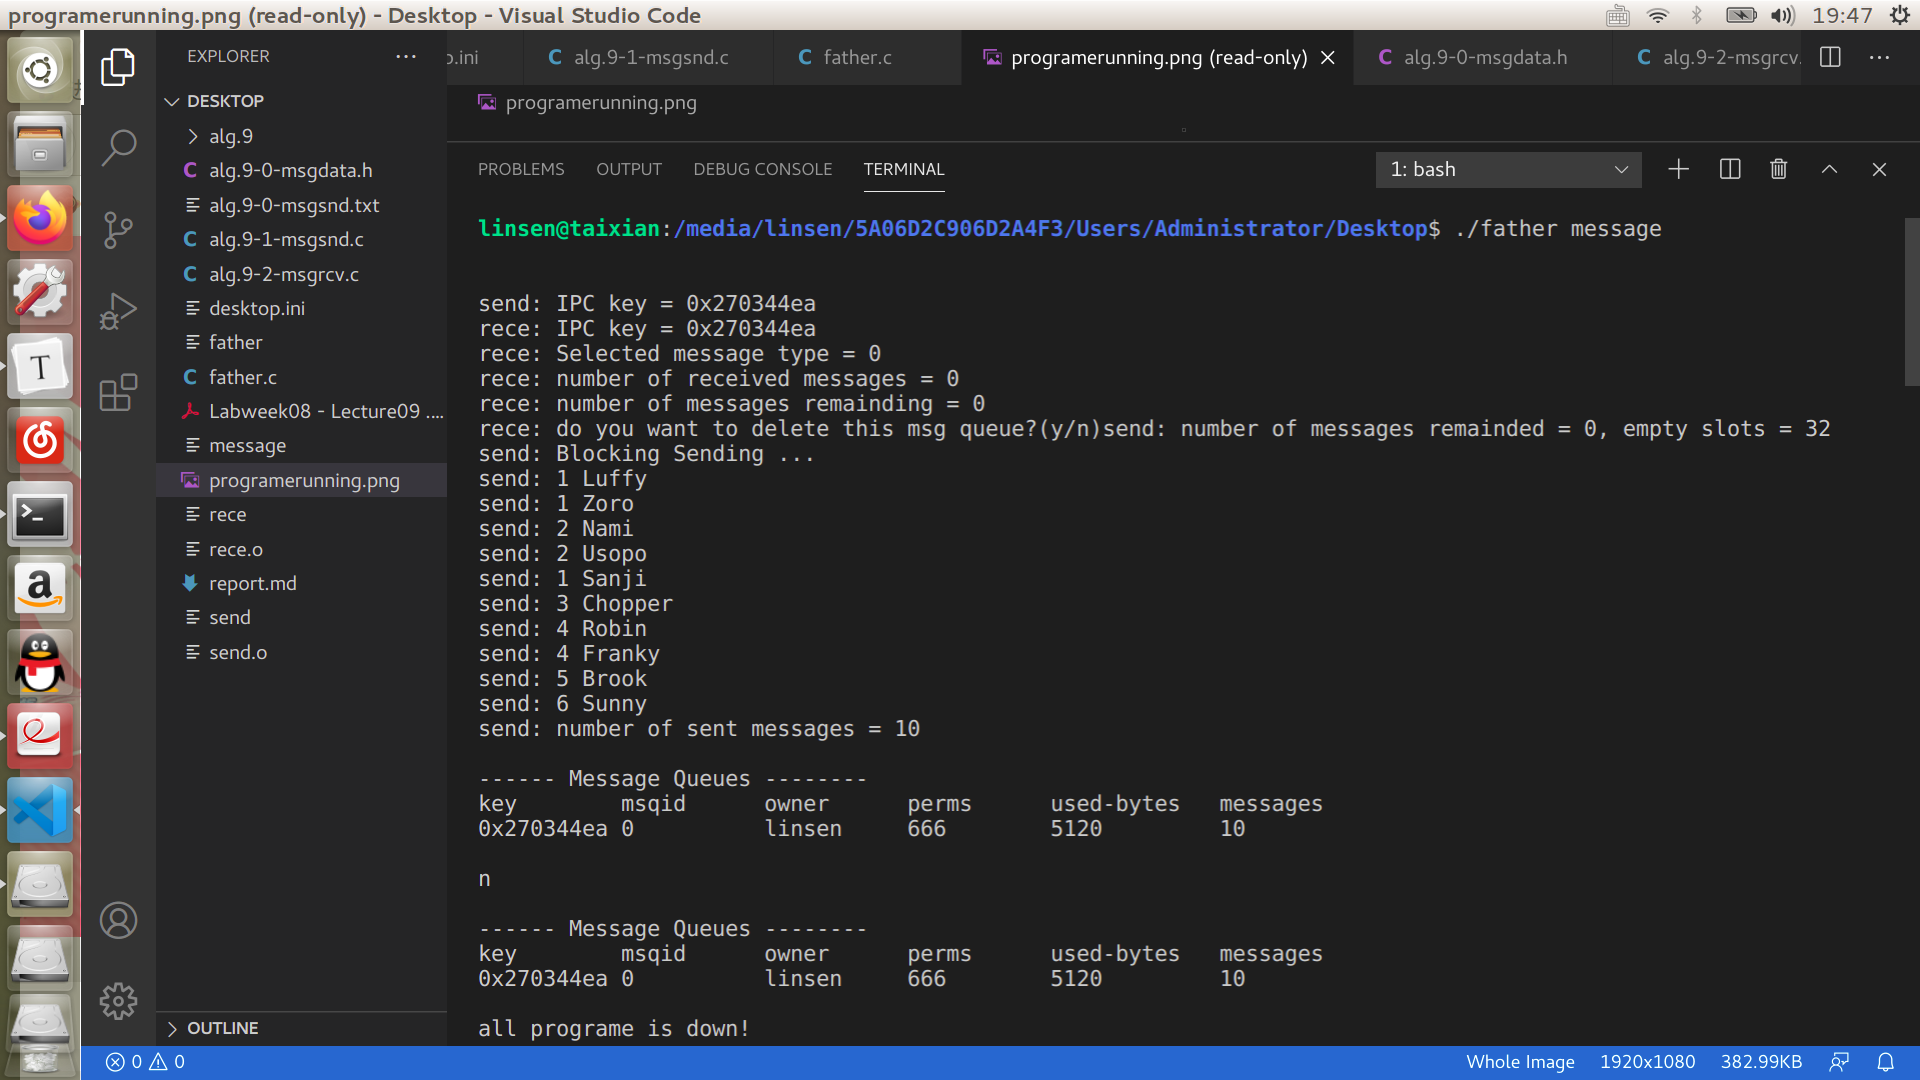 programerunning.png (read-only) - Desktop - Visual Studio Code
19:47
EXPLORER
DESKTOP
alg.9
alg.9-0-msgdata.h
alg.9-0-msgsnd.txt
alg.9-1-msgsnd.c
alg.9-2-msgrcv.c
desktop.ini
father
father.c
Labweek08 - Lecture09 ....
message
programerunning.png
rece
rece.o
report.md
send
send.o
OUTLINE
o.ini
alg.9-1-msgsnd.c
father.c
programerunning.png (read-only)
alg.9-0-msgdata.h
alg.9-2-msgrcv.
programerunning.png
PROBLEMS
OUTPUT
DEBUG CONSOLE
TERMINAL
1: bash
linsen@taixian:/media/linsen/5A06D2C906D2A4F3/Users/Administrator/Desktop$ ./father message
send: IPC key = 0x270344ea
rece: IPC key = 0x270344ea
rece: Selected message type = 0
rece: number of received messages = 0
rece: number of messages remainding = 0
rece: do you want to delete this msg queue?(y/n)send: number of messages remainded = 0, empty slots = 32
send: Blocking Sending ...
send: 1 Luffy
send: 1 Zoro
send: 2 Nami
send: 2 Usopo
send: 1 Sanji
send: 3 Chopper
send: 4 Robin
send: 4 Franky
send: 5 Brook
send: 6 Sunny
send: number of sent messages = 10
------ Message Queues --------
key msqid owner perms used-bytes messages
0x270344ea 0 linsen 666 5120 10
n
------ Message Queues --------
key msqid owner perms used-bytes messages
0x270344ea 0 linsen 666 5120 10
all programe is down!
0 0
Whole Image
1920x1080
382.99KB